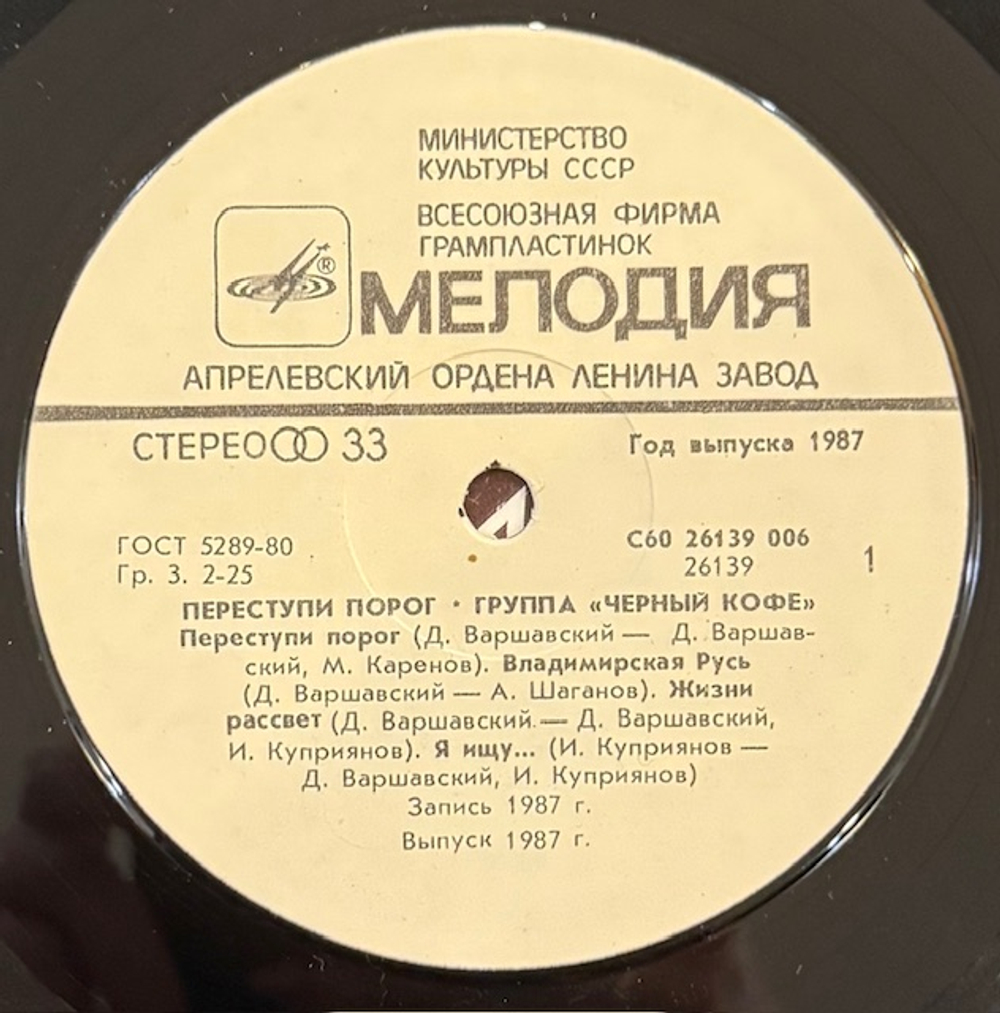 МИНИСТЕРСТВО
КУЛЬТУРЫ СССР
ВСЕСОЮЗНАЯ ФИРМА
ГРАМПЛАСТИНОК
®
МЕЛОДИЯ
АПРЕЛЕВСКИЙ ОРДЕНА ЛЕНИНА ЗАВОД
СТЕРЕО 33
Год выпуска 1987
ГОСТ 5289-80
Гр. 3. 2-25
С60 26139 006
26139
1
ПЕРЕСТУПИ ПОРОГ · ГРУППА «ЧЕРНЫЙ КОФЕ»
Переступи порог (Д. Варшавский — Д. Варшав-
ский, М. Каренов). Владимирская Русь
(Д. Варшавский — А. Шаганов). Жизни
рассвет (Д. Варшавский — Д. Варшавский,
И. Куприянов). Я ищу... (И. Куприянов —
Д. Варшавский, И. Куприянов)
Запись 1987 г.
Выпуск 1987 г.